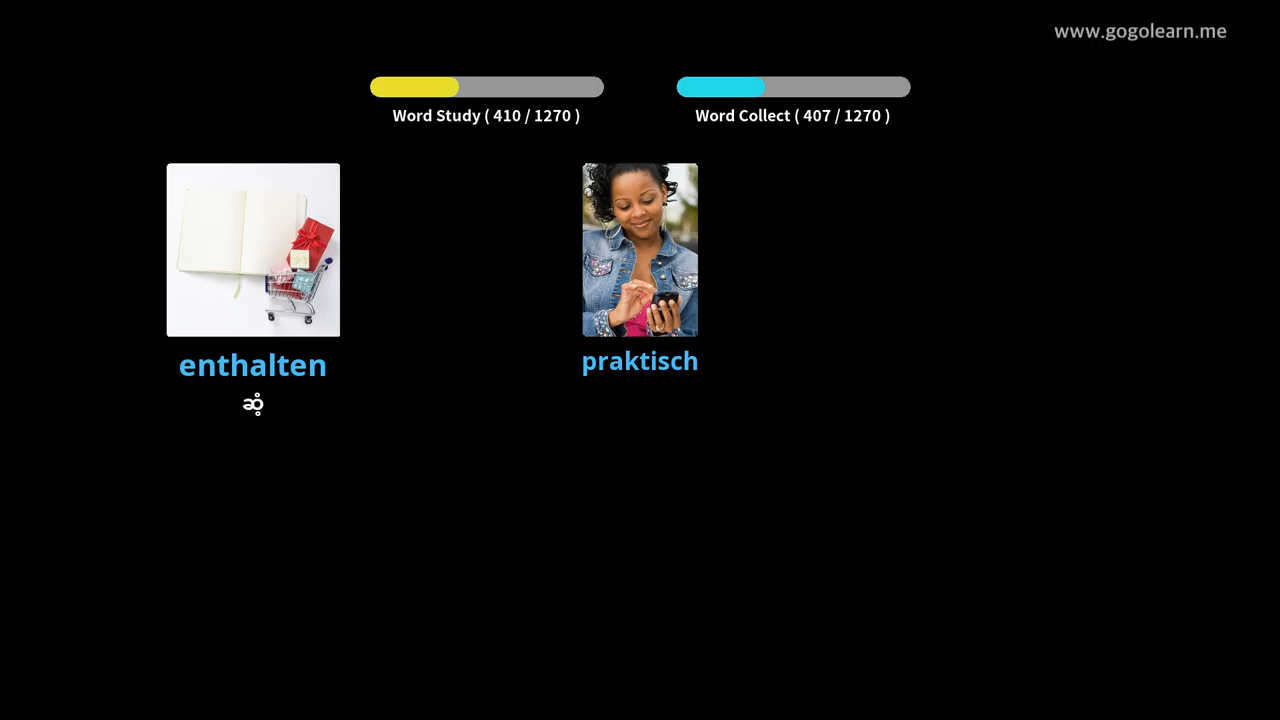 www.gogolearn.me
Word Study ( 410 / 1270 )
Word Collect ( 407 / 1270 )
enthalten
ဆံ့
praktisch